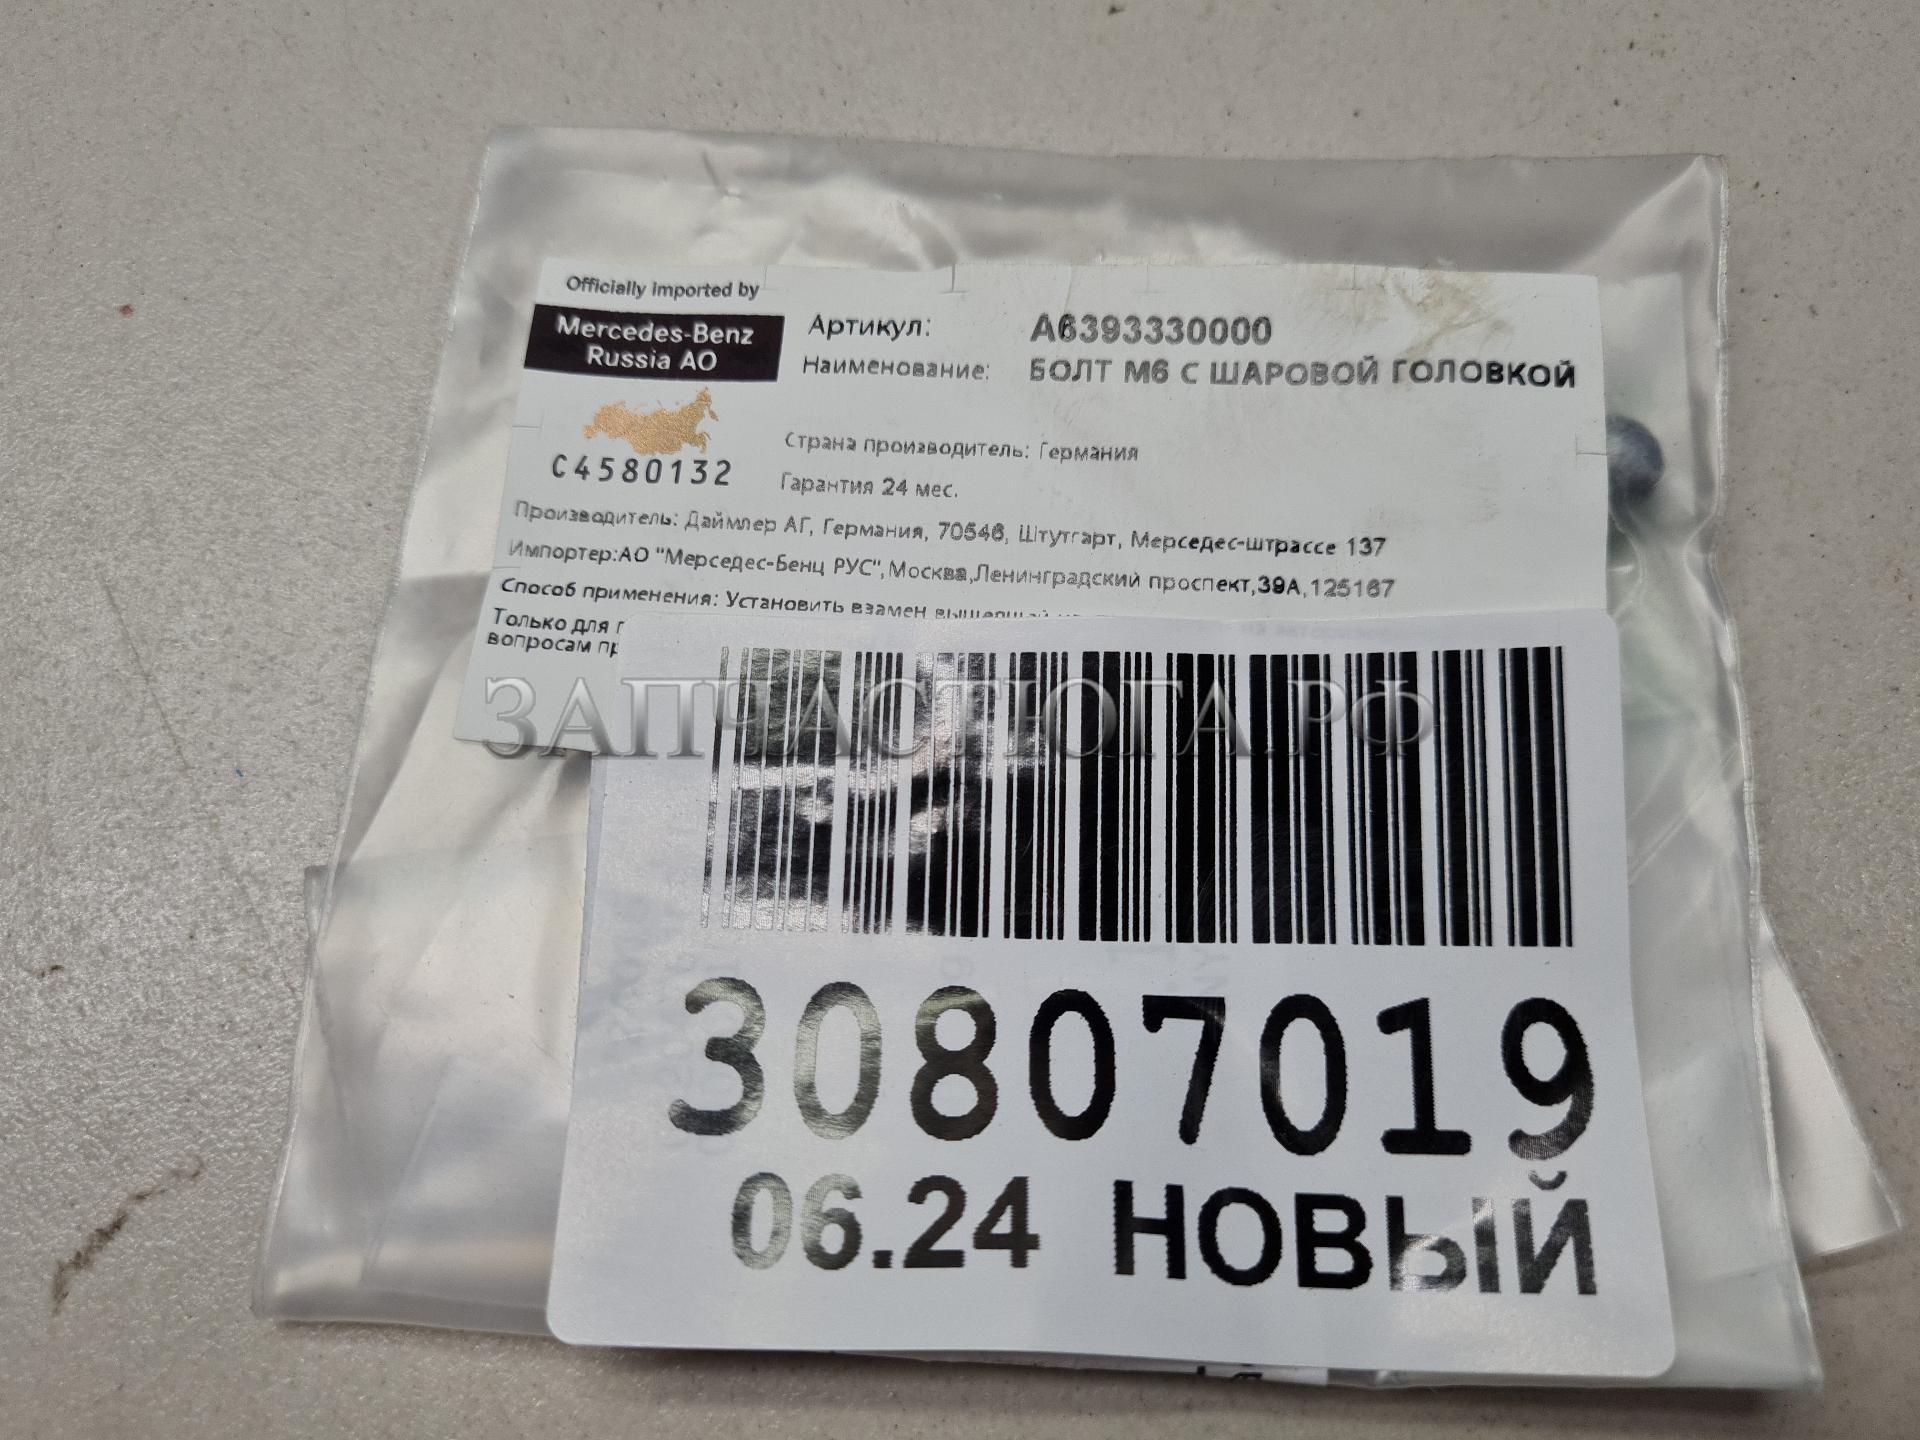 Officially imported by
Mercedes-Benz
Russia AO
C4580132
Артикул: A6393330000
Наименование: БОЛТ М6 С ШАРОВОЙ ГОЛОВКОЙ
Страна производитель: Германия
Гарантия 24 мес.
Производитель: Даймлер АГ, Германия, 70546, Штутгарт, Мерседес-штрассе 137
Импортер:АО "Мерседес-Бенц РУС",Москва,Ленинградский проспект,39А,125167
Способ применения: Установить взамен вышедшей
Только для
вопросам
ЗАПЧАСТЮГА.РФ
30807019
06.24 НОВЫЙ